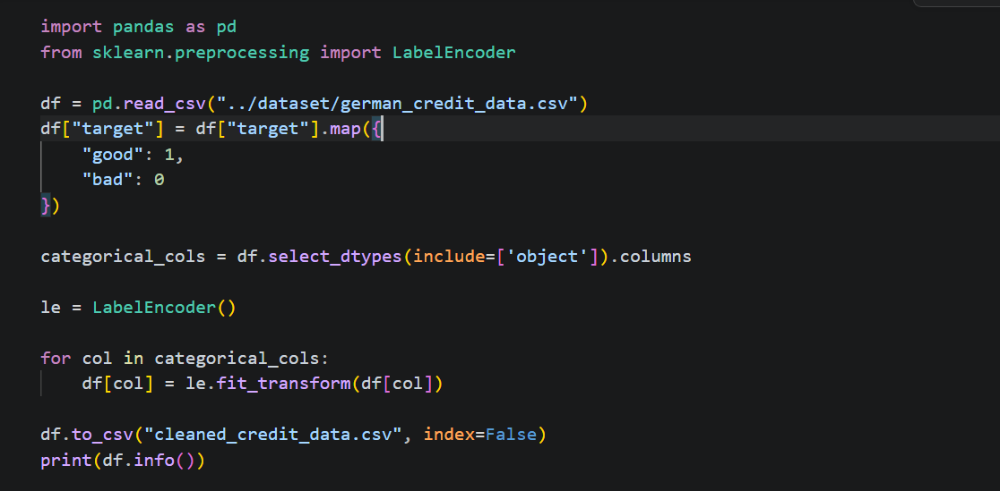 import pandas as pd
from sklearn.preprocessing import LabelEncoder
df = pd.read_csv("../dataset/german_credit_data.csv")
df["target"] = df["target"].map({
    "good": 1,
    "bad": 0
})
categorical_cols = df.select_dtypes(include=['object']).columns
le = LabelEncoder()
for col in categorical_cols:
    df[col] = le.fit_transform(df[col])
df.to_csv("cleaned_credit_data.csv", index=False)
print(df.info())